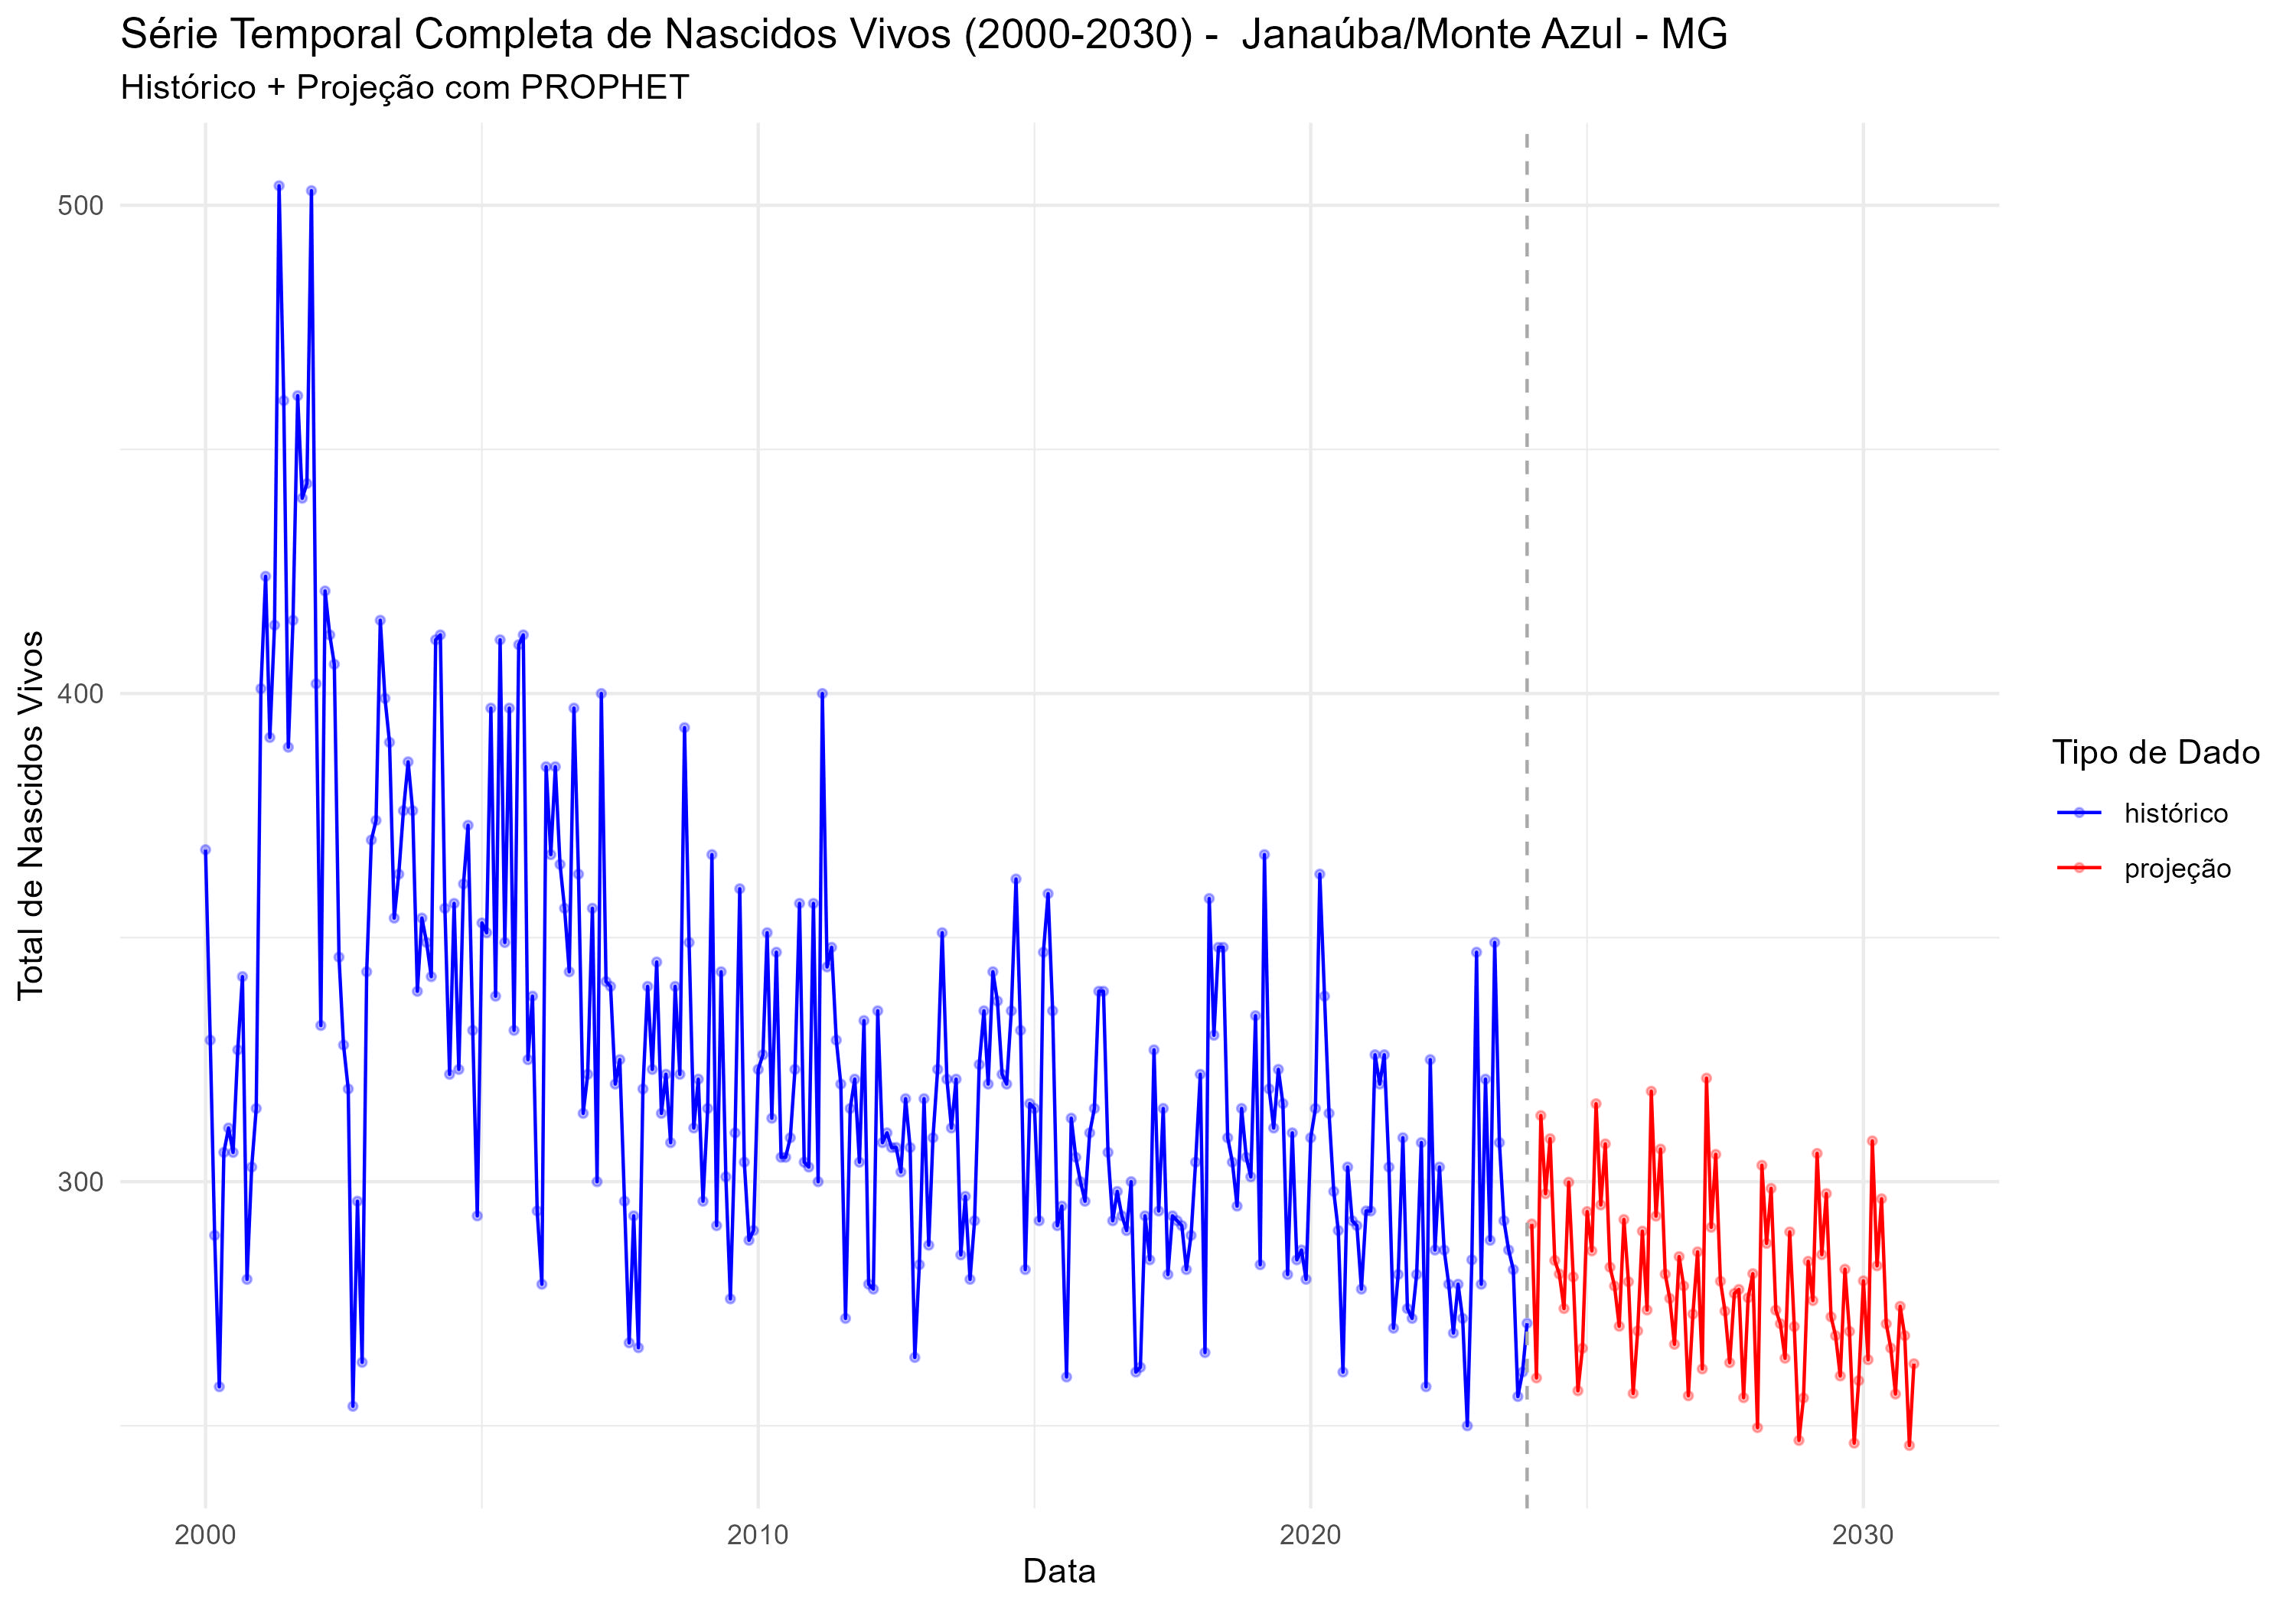 Série Temporal Completa de Nascidos Vivos (2000-2030) -  Janaúba/Monte Azul - MG
Histórico + Projeção com PROPHET
Total de Nascidos Vivos
500
400
300
2000
2010
2020
2030
Data
Tipo de Dado
histórico
projeção